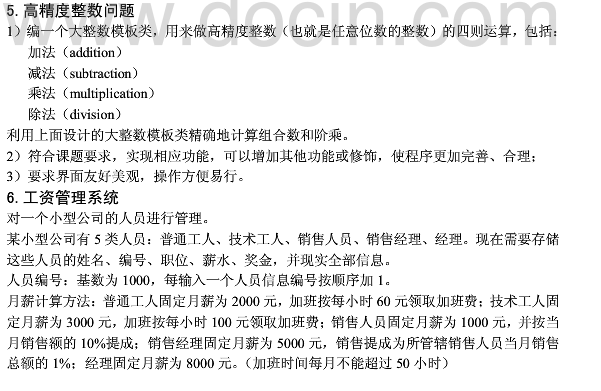 www.docin.com
5. 高精度整数问题
1）编一个大整数模板类，用来做高精度整数（也就是任意位数的整数）的四则运算，包括：
加法（addition）
减法（subtraction）
乘法（multiplication）
除法（division）
利用上面设计的大整数模板类精确地计算组合数和阶乘。
2）符合课题要求，实现相应功能，可以增加其他功能或修饰，使程序更加完善、合理；
3）要求界面友好美观，操作方便易行。
6. 工资管理系统
对一个小型公司的人员进行管理。
某小型公司有 5 类人员：普通工人、技术工人、销售人员、销售经理、经理。现在需要存储
这些人员的姓名、编号、职位、薪水、奖金，并现实全部信息。
人员编号：基数为 1000，每输入一个人员信息编号按顺序加 1。
月薪计算方法：普通工人固定月薪为 2000 元，加班按每小时 60 元领取加班费；技术工人固
定月薪为 3000 元，加班按每小时 100 元领取加班费；销售人员固定月薪为 1000 元，并按当
月销售额的 10%提成；销售经理固定月薪为 5000 元，销售提成为所管辖销售人员当月销售
总额的 1%；经理固定月薪为 8000 元。（加班时间每月不能超过 50 小时）